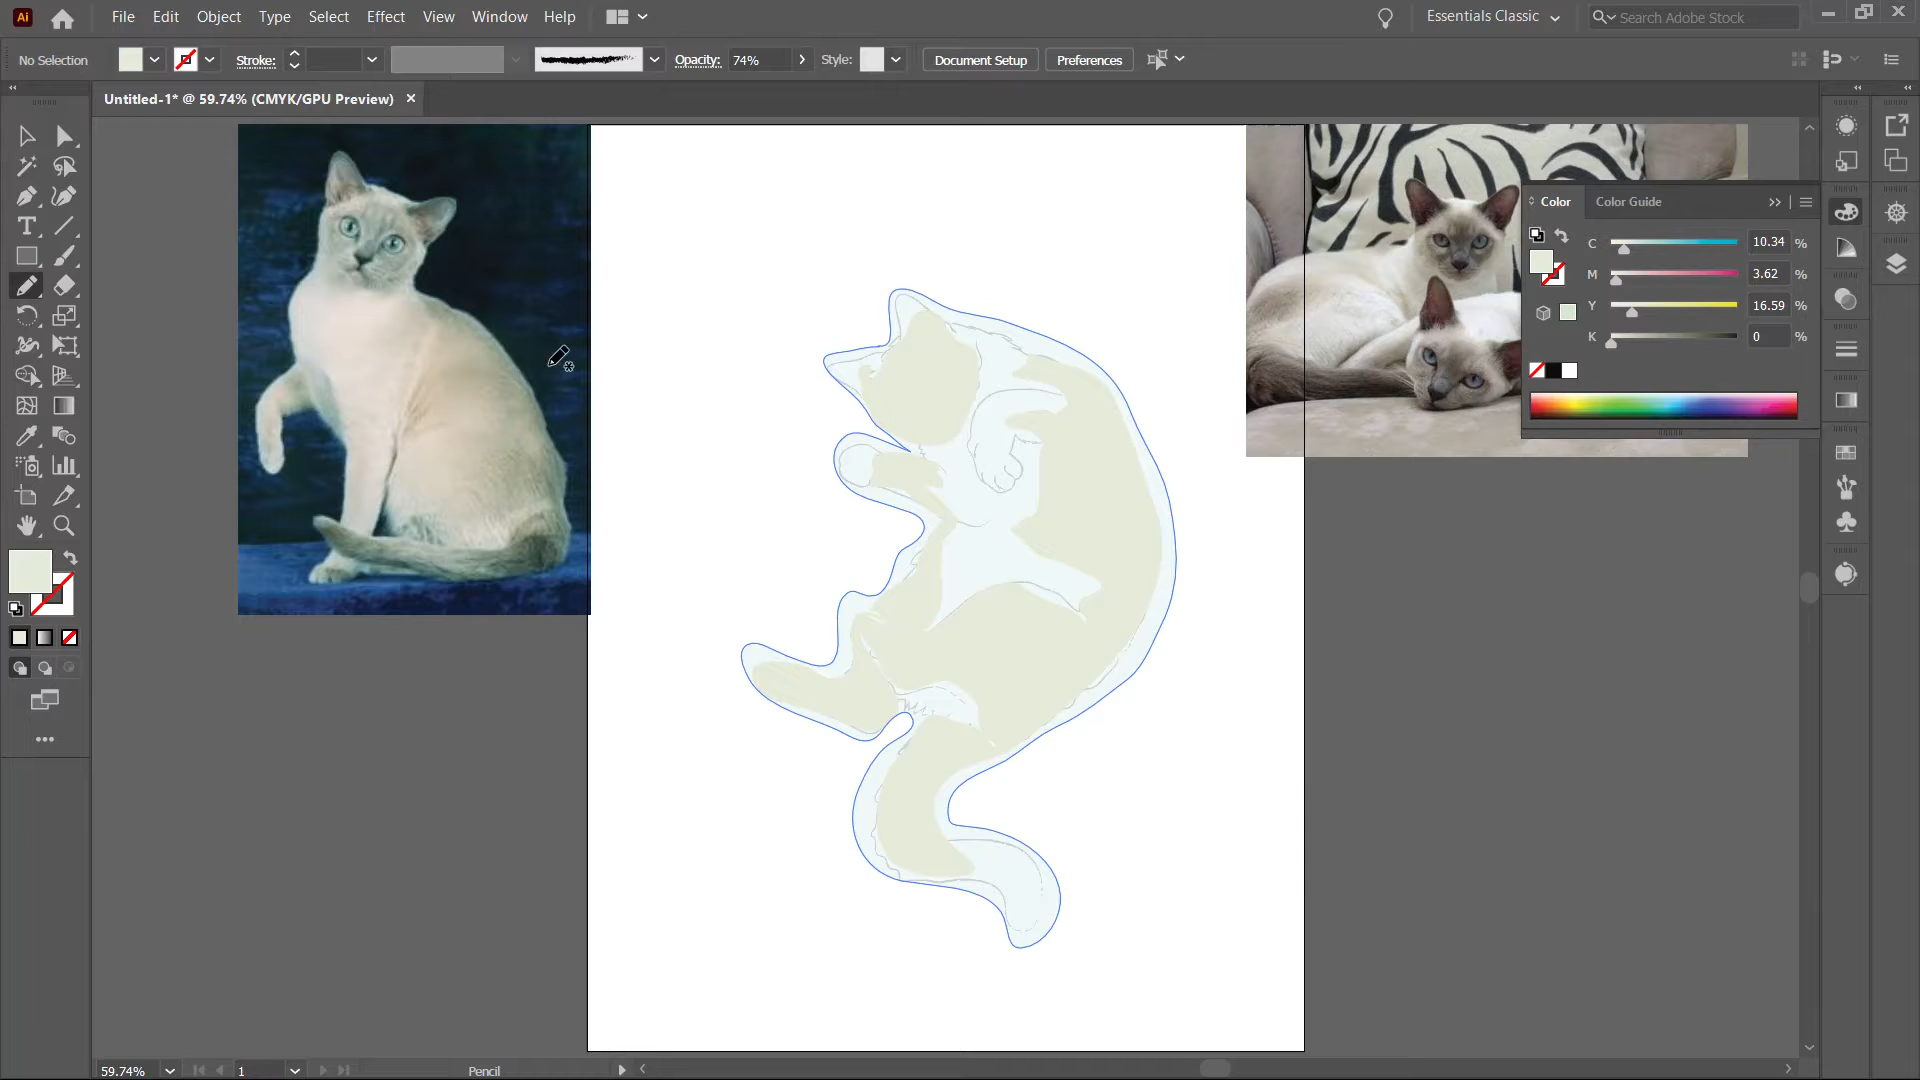 Ai File Edit Object Type Select Effect View Window Help Essentials Classic Search Adobe Stock
No Selection Stroke: Opacity: 74% Style: Document Setup Preferences
Untitled-1* @ 59.74% (CMYK/GPU Preview)
Color Color Guide
C 10.34 %
M 3.62 %
Y 16.59 %
K 0 %
T
59.74% 1 Pencil